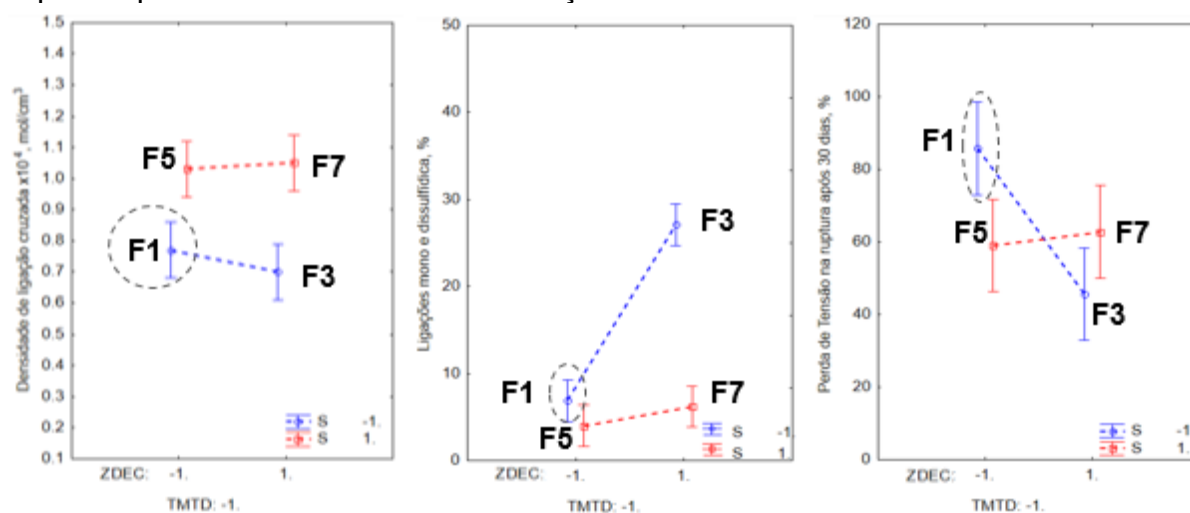 Densidade de ligação cruzada x10⁴, mol/cm³
1.5
1.4
1.3
1.2
1.1
1.0
0.9
0.8
0.7
0.6
0.5
0.4
0.3
0.2
0.1
F5
F7
F1
F3
S -1.
S 1.
ZDEC: -1. 1.
TMTD: -1.
Ligações mono e dissulfídica, %
50
40
30
20
10
0
F3
F1
F7
F5
S -1
S 1
ZDEC: -1. 1.
TMTD: -1.
Perda de Tensão na ruptura após 30 dias, %
120
100
80
60
40
20
0
F1
F5
F7
F3
S -1
S 1
ZDEC: -1. 1.
TMTD: -1.